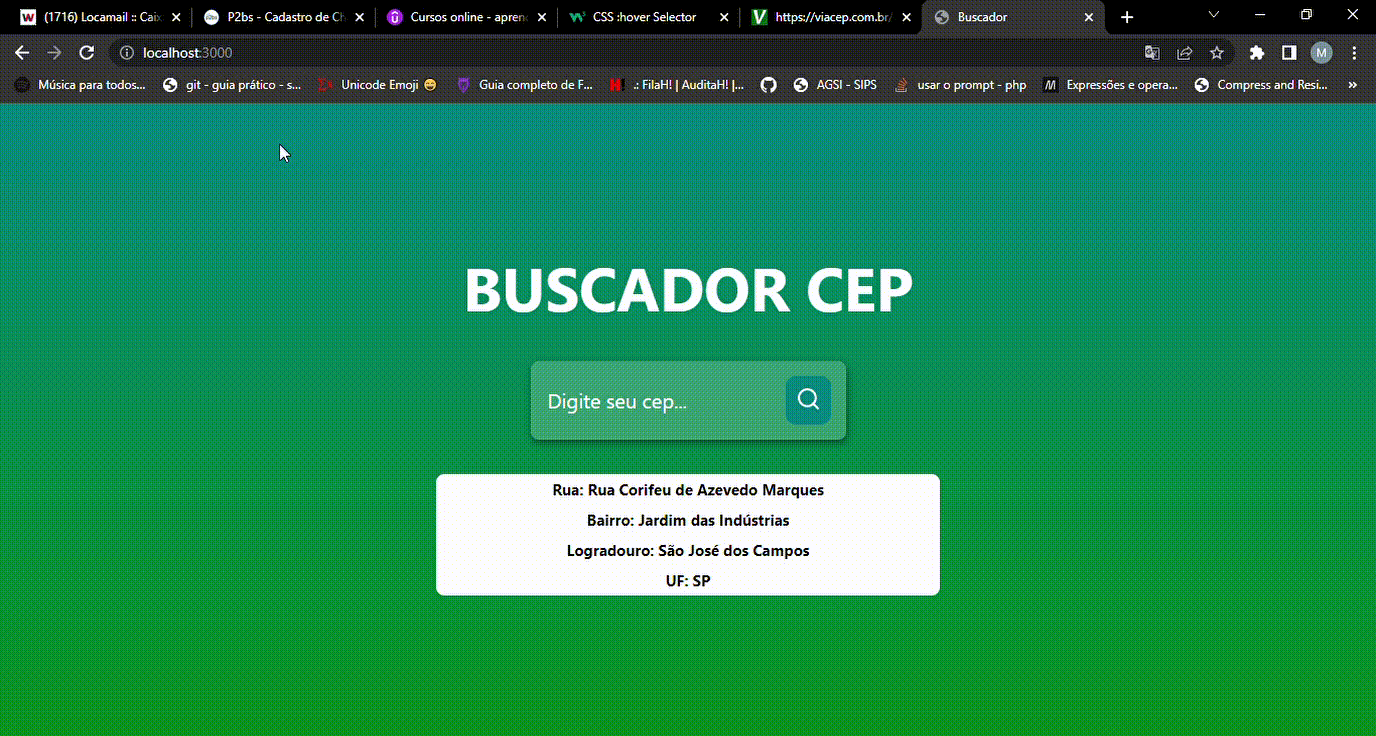 (1716) Locamail :: Caix
P2bs - Cadastro de Ch
Cursos online - apren
CSS :hover Selector
https://viacep.com.br/
Buscador
localhost:3000
M
Música para todos...
git - guia prático - s...
Unicode Emoji 😄
Guia completo de F...
.: FilaH! | AuditaH! |...
AGSI - SIPS
usar o prompt - php
Expressões e opera...
Compress and Resi...
»
BUSCADOR CEP
Digite seu cep...
Rua: Rua Corifeu de Azevedo Marques
Bairro: Jardim das Indústrias
Logradouro: São José dos Campos
UF: SP